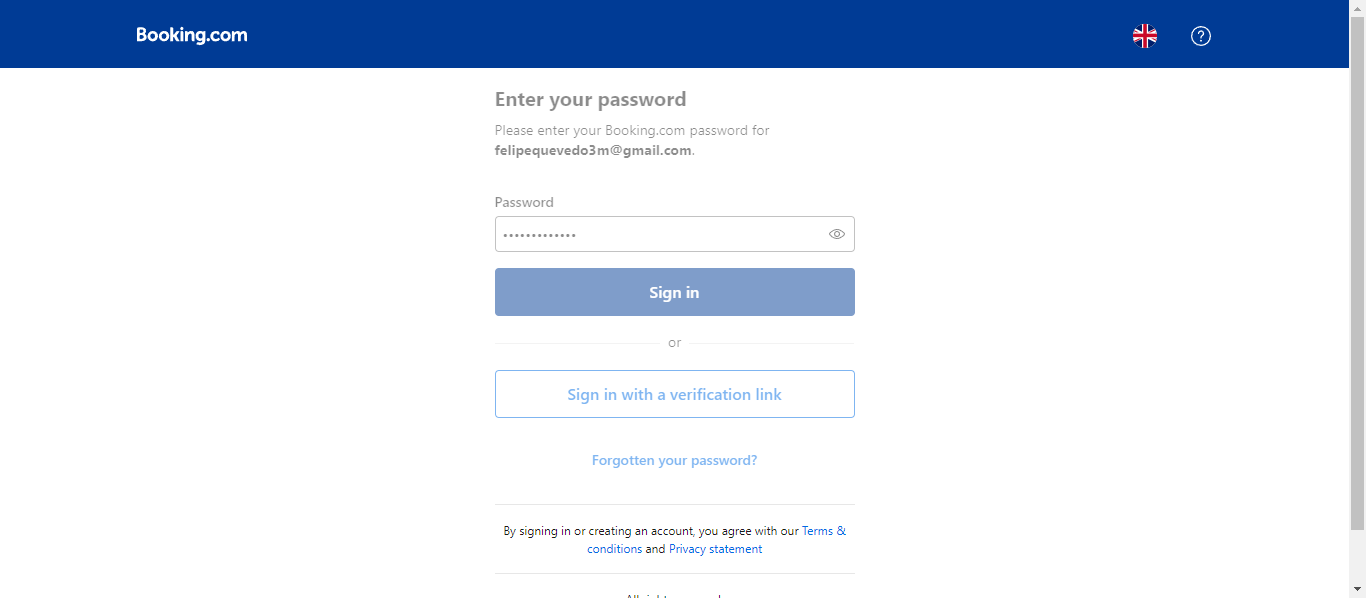 Booking.com
Enter your password
Please enter your Booking.com password for
felipequevedo3m@gmail.com.
Password
•••••••••••••
Sign in
or
Sign in with a verification link
Forgotten your password?
By signing in or creating an account, you agree with our Terms &
conditions and Privacy statement